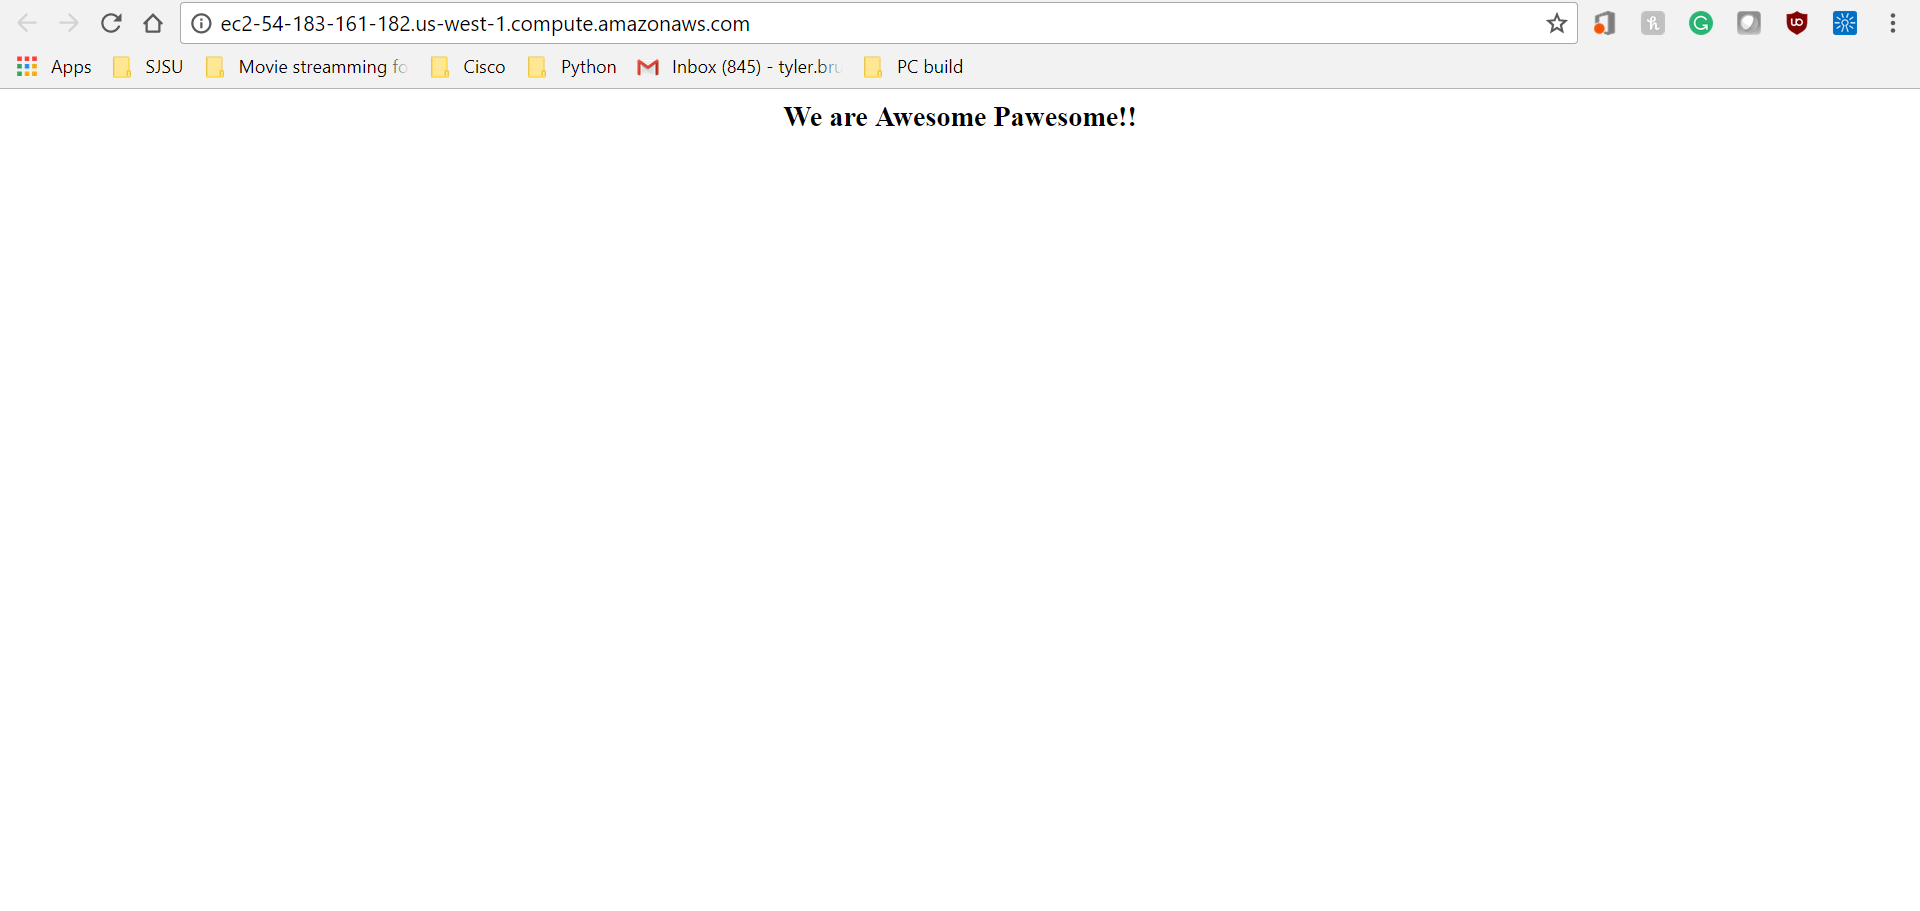 ec2-54-183-161-182.us-west-1.compute.amazonaws.com
Apps SJSU Movie streamming fo Cisco Python Inbox (845) - tyler.bru PC build
We are Awesome Pawesome!!